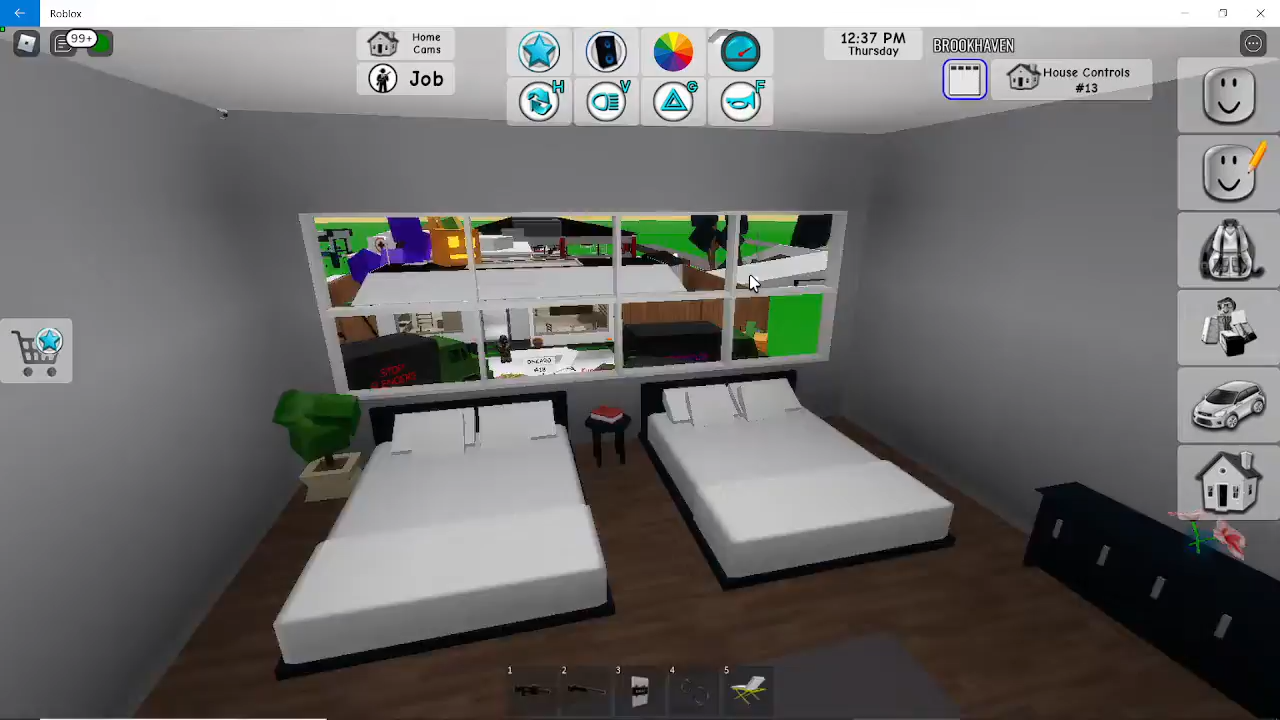 Roblox
99+
Home
Cams
Job
H
V
G
F
12:37 PM
Thursday
BROOKHAVEN
House Controls
#13
STOP
#13
1
2
3
4
5